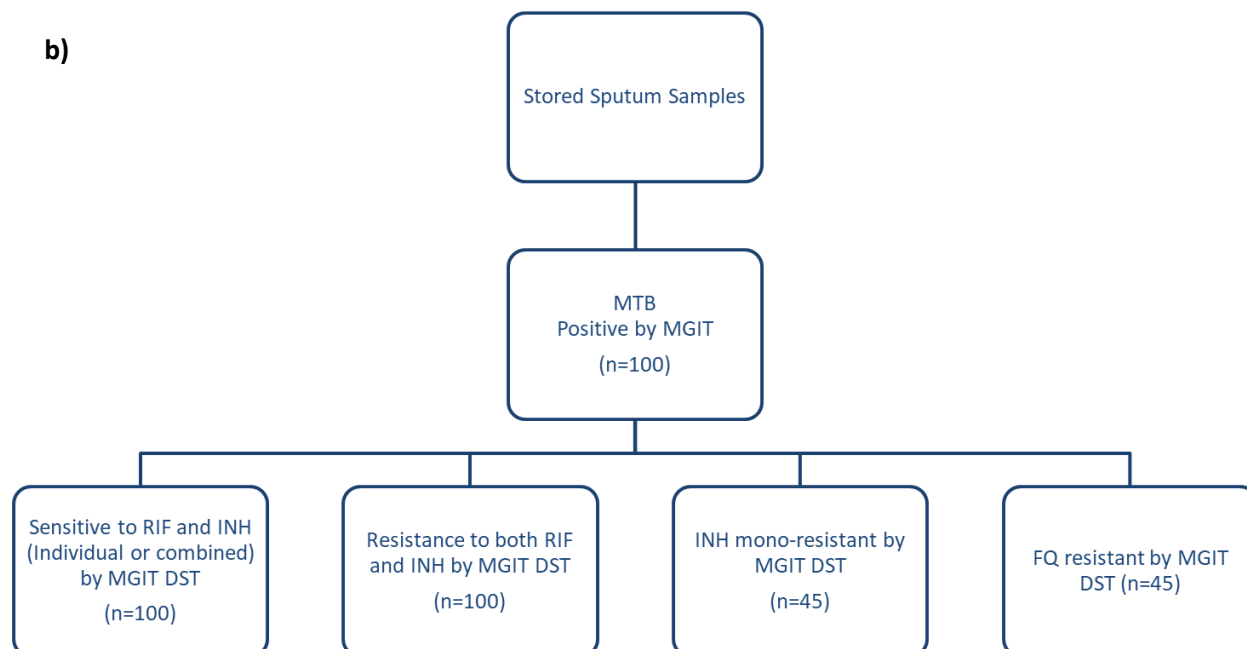 b)
Stored Sputum Samples
MTB
Positive by MGIT
(n=100)
Sensitive to RIF and INH
(Individual or combined)
by MGIT DST
(n=100)
Resistance to both RIF
and INH by MGIT DST
(n=100)
INH mono-resistant by
MGIT DST
(n=45)
FQ resistant by MGIT
DST (n=45)